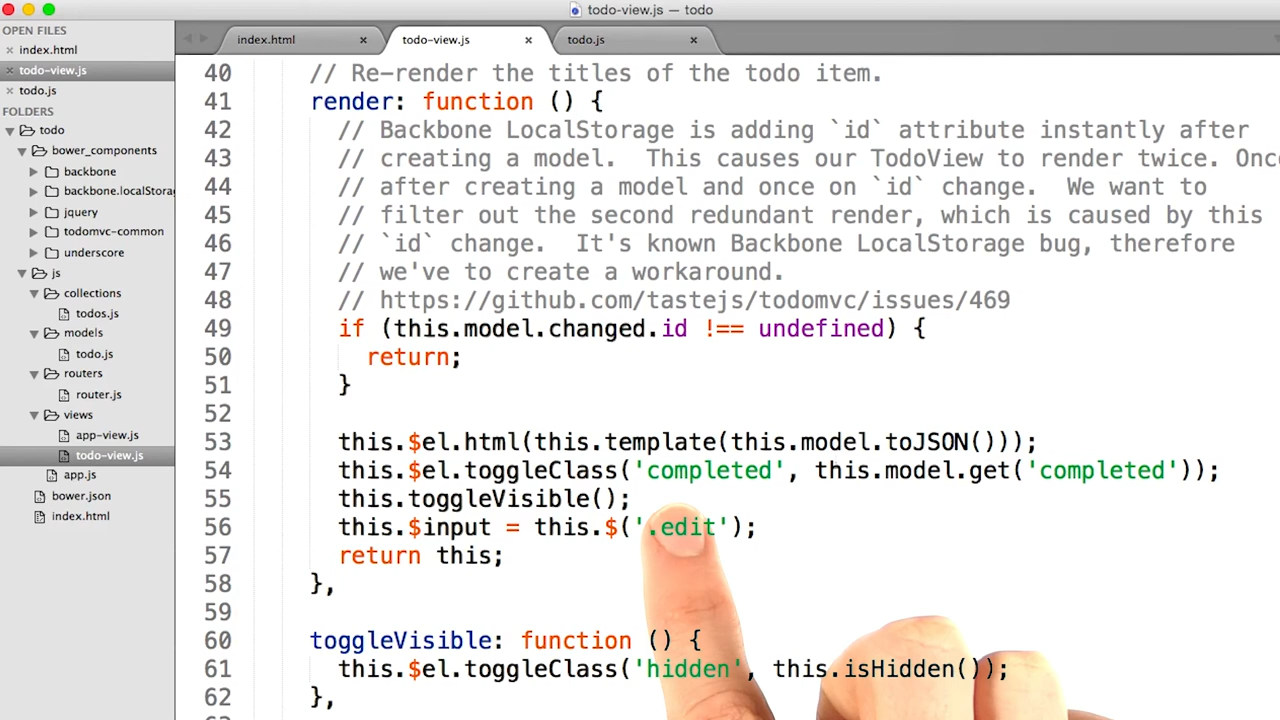 todo-view.js — todo
OPEN FILES
index.html
todo-view.js
todo.js
FOLDERS
todo
bower_components
backbone
backbone.localStorag
jquery
todomvc-common
underscore
js
collections
todos.js
models
todo.js
routers
router.js
views
app-view.js
todo-view.js
app.js
bower.json
index.html
index.html × todo-view.js × todo.js ×
40 // Re-render the titles of the todo item.
41 render: function () {
42 // Backbone LocalStorage is adding `id` attribute instantly after
43 // creating a model.  This causes our TodoView to render twice. Once
44 // after creating a model and once on `id` change.  We want to
45 // filter out the second redundant render, which is caused by this
46 // `id` change.  It's known Backbone LocalStorage bug, therefore
47 // we've to create a workaround.
48 // https://github.com/tastejs/todomvc/issues/469
49 if (this.model.changed.id !== undefined) {
50 return;
51 }
52
53 this.$el.html(this.template(this.model.toJSON()));
54 this.$el.toggleClass('completed', this.model.get('completed'));
55 this.toggleVisible();
56 this.$input = this.$('.edit');
57 return this;
58 },
59
60 toggleVisible: function () {
61 this.$el.toggleClass('hidden', this.isHidden());
62 },